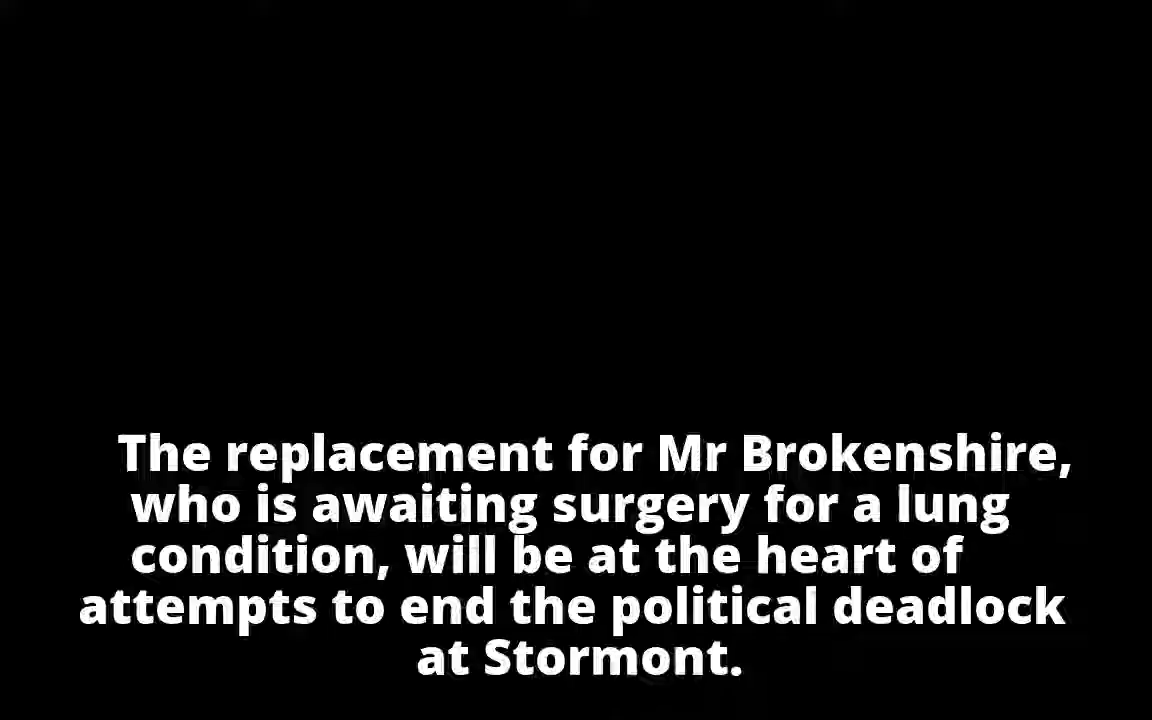 The replacement for Mr Brokenshire,
who is awaiting surgery for a lung
condition, will be at the heart of
attempts to end the political deadlock
at Stormont.